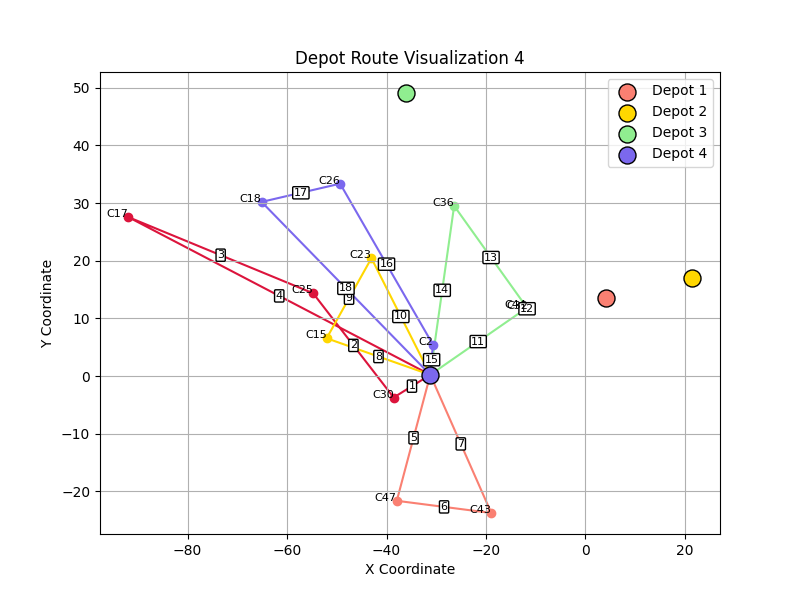 Depot Route Visualization 4
Depot 1
Depot 2
Depot 3
Depot 4
Y Coordinate
50
40
30
20
10
0
−10
−20
−80
−60
−40
−20
0
20
X Coordinate
C17
C18
C26
C36
C23
C25
C15
C2
C30
C47
C43
1
2
3
4
5
6
7
8
9
10
11
12
13
14
15
16
17
18